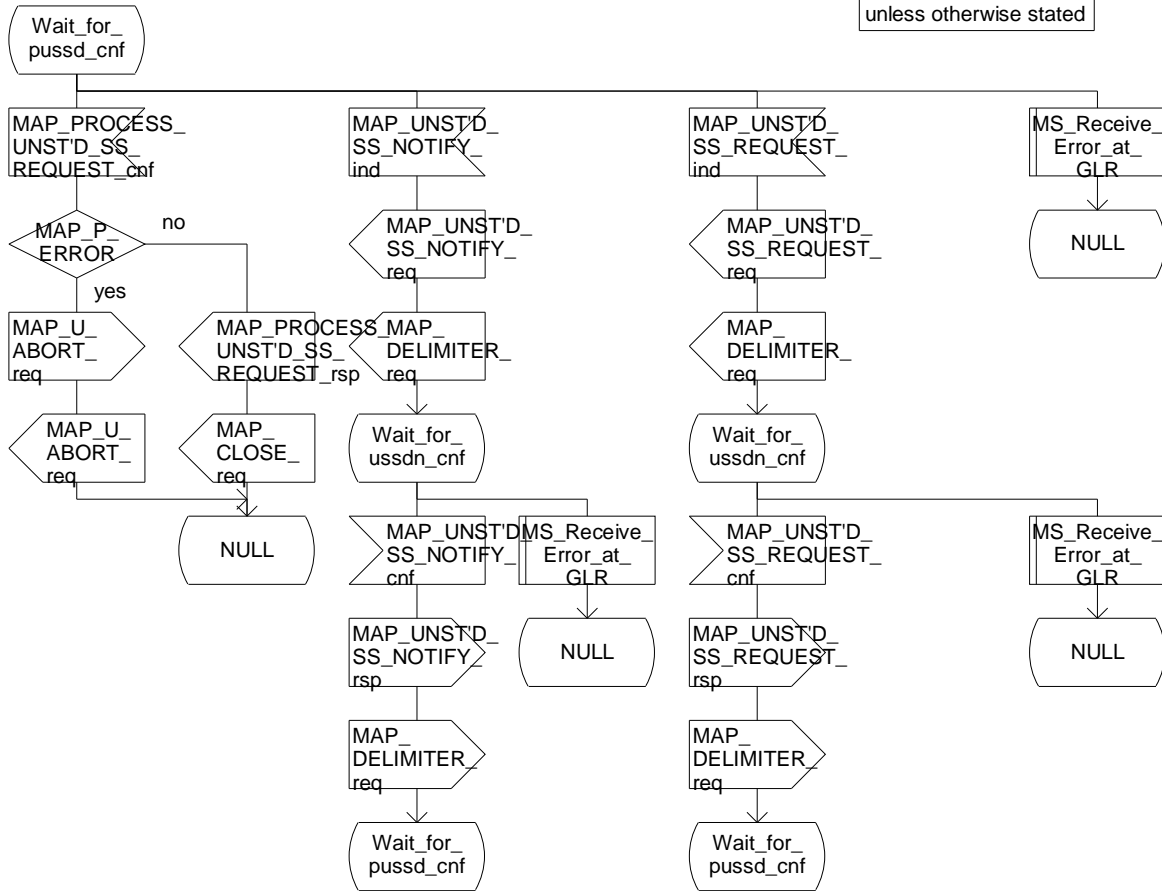 unless otherwise stated
Wait_for_
pussd_cnf
MAP_PROCESS_
UNST'D_SS_
REQUEST_cnf
MAP_UNST'D_
SS_NOTIFY_
ind
MAP_UNST'D_
SS_REQUEST_
ind
MS_Receive_
Error_at_
GLR
MAP_P_
ERROR
no
yes
MAP_UNST'D_
SS_NOTIFY_
req
MAP_UNST'D_
SS_REQUEST_
req
NULL
MAP_U_
ABORT_
req
MAP_PROCESS_
UNST'D_SS_
REQUEST_rsp
MAP_
DELIMITER_
req
MAP_
DELIMITER_
req
MAP_U_
ABORT_
req
MAP_
CLOSE_
req
Wait_for_
ussdn_cnf
Wait_for_
ussdn_cnf
NULL
MAP_UNST'D_
SS_NOTIFY_
cnf
MS_Receive_
Error_at_
GLR
MAP_UNST'D_
SS_REQUEST_
cnf
MS_Receive_
Error_at_
GLR
MAP_UNST'D_
SS_NOTIFY_
rsp
NULL
MAP_UNST'D_
SS_REQUEST_
rsp
NULL
MAP_
DELIMITER_
req
MAP_
DELIMITER_
req
Wait_for_
pussd_cnf
Wait_for_
pussd_cnf